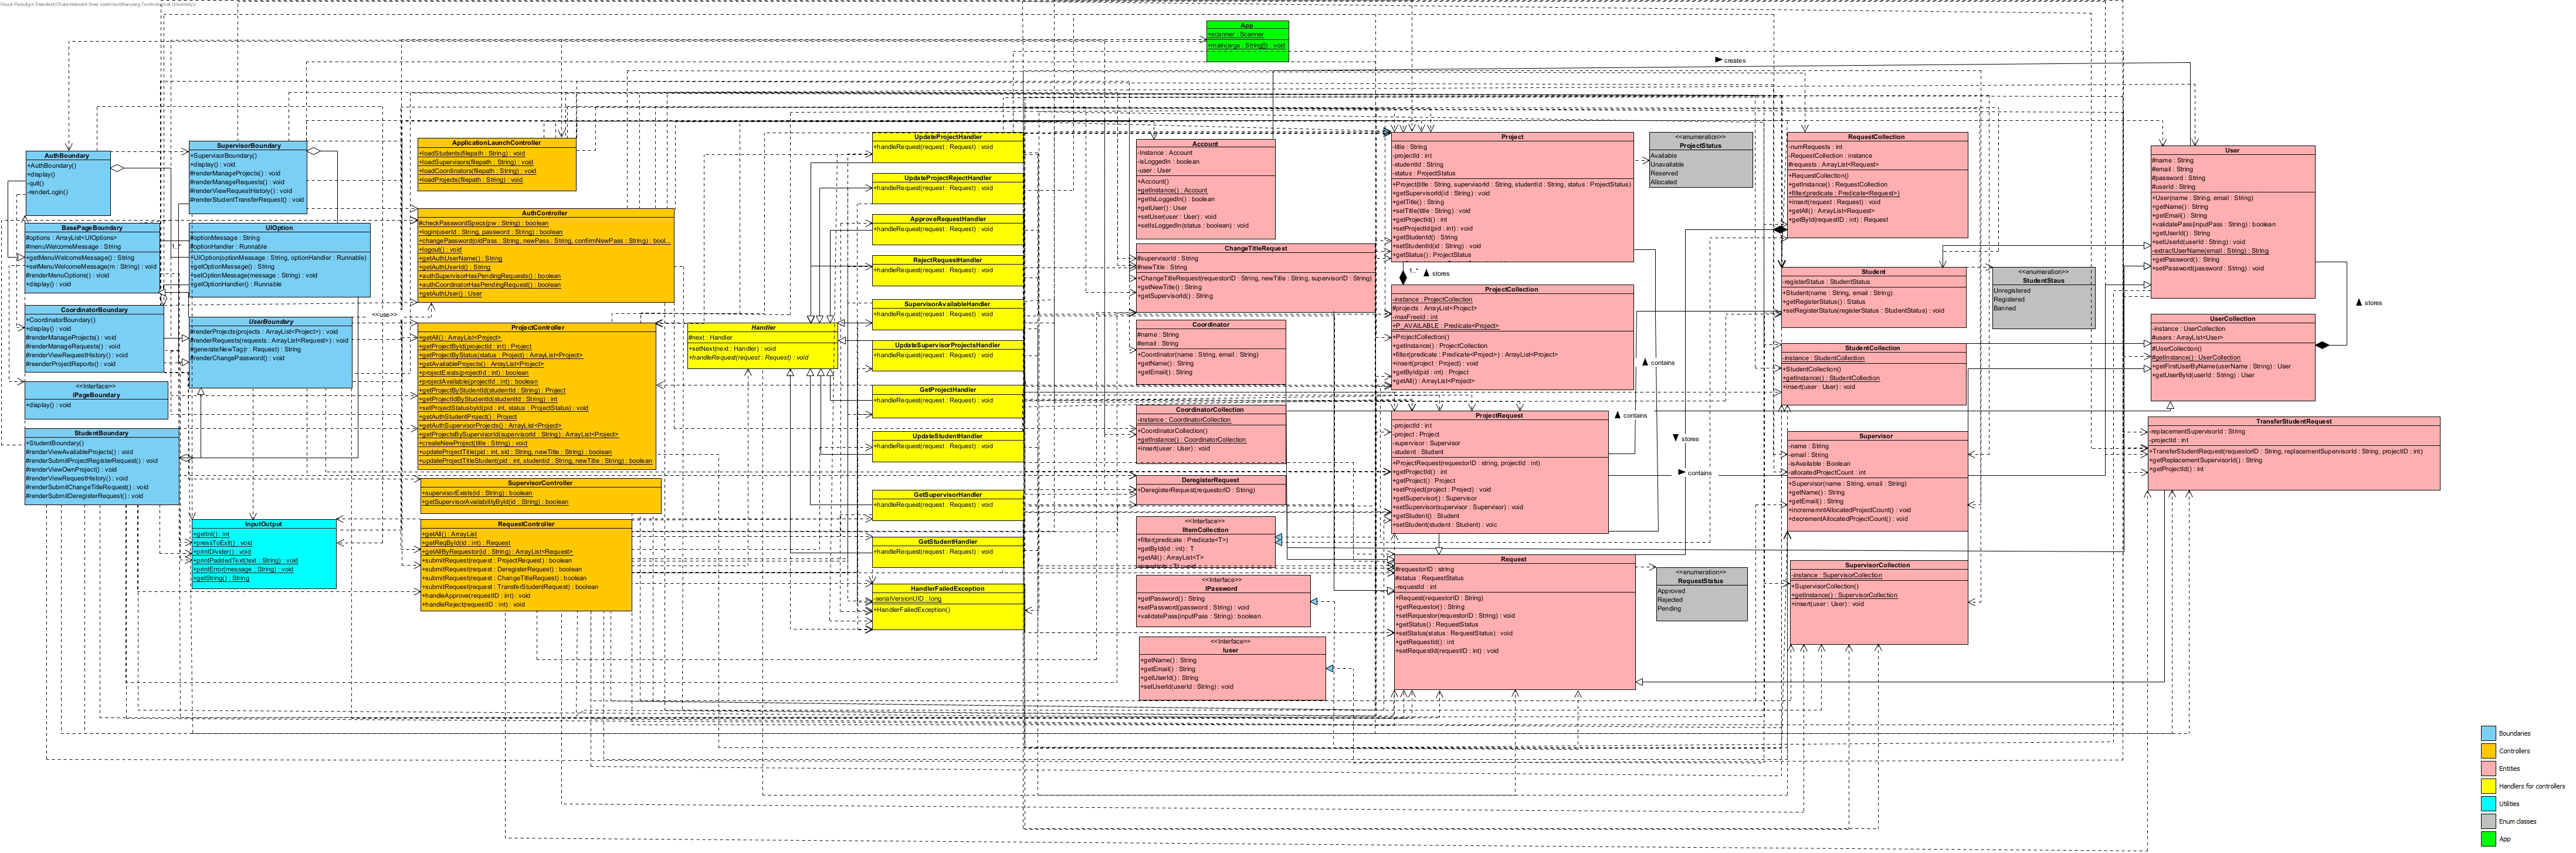 Visual Paradigm Standard(Chalamalasetti Sree Vaishnavi(Nanyang Technological University))
App
+scanner : Scanner
+main(args : String[]) : void
creates
AuthBoundary
+AuthBoundary()
+display()
-quit()
-renderLogin()
SupervisorBoundary
+SupervisorBoundary()
+display() : void
#renderManageProjects() : void
#renderManageRequests() : void
#renderViewRequestHistory() : void
#renderStudentTransferRequest() : void
BasePageBoundary
#options : ArrayList<UIOptions>
#menuWelcomeMessage : String
+getMenuWelcomeMessage() : String
+setMenuWelcomeMessage(m : String) : void
#renderMenuOptions() : void
+display() : void
1..*
UIOption
#optionMessage : String
#optionHandler : Runnable
+UIOption(optionMessage : String, optionHandler : Runnable)
+getOptionMessage() : String
+setOptionMessage(message : String) : void
+getOptionHandler() : Runnable
CoordinatorBoundary
+CoordinatorBoundary()
+display() : void
#renderManageProjects() : void
#renderManageRequests() : void
#renderViewRequestHistory() : void
#renderProjectReports() : void
UserBoundary
#renderProjects(projects : ArrayList<Project>) : void
#renderRequests(requests : ArrayList<Request>) : void
#generateNewTag(r : Request) : String
#renderChangePassword() : void
<<use>>
<<Interface>>
iPageBoundary
+display() : void
StudentBoundary
+StudentBoundary()
#renderViewAvailableProjects() : void
#renderSubmitProjectRegisterRequest() : void
#renderViewOwnProject() : void
#renderViewRequestHistory() : void
#renderSubmitChangeTitleRequest() : void
#renderSubmitDeregisterRequest() : void
InputOutput
+getInt() : int
+pressToExit() : void
+printDivider() : void
+printPaddedText(text : String) : void
+printError(message : String) : void
+getString() : String
ApplicationLaunchController
+loadStudents(filepath : String) : void
+loadSupervisors(filepath : String) : void
+loadCoordinators(filepath : String) : void
+loadProjects(filepath : String) : void
AuthController
#checkPasswordSpecs(pw : String) : boolean
+login(userId : String, password : String) : boolean
+changePassword(oldPass : String, newPass : String, confirmNewPass : String) : bool...
+logout() : void
+getAuthUserName() : String
+getAuthUserId() : String
+authSupervisorHasPendingRequests() : boolean
+authCoordinatorHasPendingRequest() : boolean
+getAuthUser() : User
ProjectController
+getAll() : ArrayList<Project>
+getProjectById(projectId : int) : Project
+getProjectByStatus(status : Project) : ArrayList<Project>
+getAvailableProjects() : ArrayList<Project>
+projectExists(projectId : int) : boolean
+projectAvailable(projectId : int) : boolean
+getProjectByStudentId(studentId : String) : Project
+getProjectIdByStudentId(studentId : String) : int
+setProjectStatusbyId(pid : int, status : ProjectStatus) : void
+getAuthStudentProject() : Project
+getAuthSupervisorProjects() : ArrayList<Project>
+getProjectsBySupervisorId(supervisorId : String) : ArrayList<Project>
+createNewProject(title : String) : void
+updateProjectTitle(pid : int, sid : String, newTitle : String) : boolean
+updateProjectTitleStudent(pid : int, studentId : String, newTitle : String) : boolean
SupervisorController
+supervisorExists(id : String) : boolean
+getSupervisorAvailabilityById(id : String) : boolean
RequestController
+getAll() : ArrayList
+getReqById(id : int) : Request
+getAllByRequestor(id : String) : ArrayList<Request>
+submitRequest(request : ProjectRequest) : boolean
+submitRequest(request : DeregisterRequest) : boolean
+submitRequest(request : ChangeTitleRequest) : boolean
+submitRequest(request : TransferStudentRequest) : boolean
+handleApprove(requestID : int) : void
+handleReject(requestID : int) : void
Handler
#next : Handler
+setNext(next : Handler) : void
+handleRequest(request : Request) : void
UpdateProjectHandler
+handleRequest(request : Request) : void
UpdateProjectRejectHandler
+handleRequest(request : Request) : void
ApproveRequestHandler
+handleRequest(request : Request) : void
RejectRequestHandler
+handleRequest(request : Request) : void
SupervisorAvailableHandler
+handleRequest(request : Request) : void
UpdateSupervisorProjectsHandler
+handleRequest(request : Request) : void
GetProjectHandler
+handleRequest(request : Request) : void
UpdateStudentHandler
+handleRequest(request : Request) : void
GetSupervisorHandler
+handleRequest(request : Request) : void
GetStudentHandler
+handleRequest(request : Request) : void
HandlerFailedException
-serialVersionUID : long
+HandlerFailedException()
Account
-Instance : Account
-isLoggedIn : boolean
-user : User
+Account()
+getInstance() : Account
+getIsLoggedIn() : boolean
+getUser() : User
+setUser(user : User) : void
+setIsLoggedIn(status : boolean) : void
ChangeTitleRequest
#supervisorId : String
#newTitle : String
+ChangeTitleRequest(requestorID : String, newTitle : String, supervisorID : String)
+getNewTitle() : String
+getSupervisorId() : String
Coordinator
#name : String
#email : String
+Coordinator(name : String, email : String)
+getName() : String
+getEmail() : String
CoordinatorCollection
-instance : CoordinatorCollection
+CoordinatorCollection()
+getInstance() : CoordinatorCollection
+insert(user : User) : void
DeregisterRequest
+DeregisterRequest(requestorID : String)
<<Interface>>
IItemCollection
+filter(predicate : Predicate<T>)
+getById(id : int) : T
+getAll() : ArrayList<T>
<<Interface>>
IPassword
+getPassword() : String
+setPassword(password : String) : void
+validatePass(inputPass : String) : boolean
<<Interface>>
Iuser
+getName() : String
+getEmail() : String
+getUserId() : String
+setUserId(userId : String) : void
Project
-title : String
-projectId : int
-studentId : String
-status : ProjectStatus
+Project(title : String, supervisorId : String, studentId : String, status : ProjectStatus)
+getSupervisorId(id : String) : void
+getTitle() : String
+setTitle(title : String) : void
+getProjectId() : int
+setProjectId(pid : int) : void
+getStudentId() : String
+setStudentId(id : String) : void
+getStatus() : ProjectStatus
1..*
stores
ProjectCollection
-instance : ProjectCollection
#projects : ArrayList<Project>
-maxFreeId : int
+P_AVAILABLE : Predicate<Project>
+ProjectCollection()
+getInstance() : ProjectCollection
+filter(predicate : Predicate<Project>) : ArrayList<Project>
+insert(project : Project) : void
+getById(pid : int) : Project
+getAll() : ArrayList<Project>
contains
contains
stores
contains
ProjectRequest
-projectId : int
-project : Project
-supervisor : Supervisor
-student : Student
+ProjectRequest(requestorID : string, projectId : int)
+getProjectId() : int
+getProject() : Project
+setProject(project : Project) : void
+getSupervisor() : Supervisor
+setSupervisor(supervisor : Supervisor) : void
+getStudent() : Student
+setStudent(student : Student) : voic
Request
#requestorID : string
#status : RequestStatus
-requestId : int
+Request(requestorID : String)
+getRequestor() : String
+setRequestor(requestorID : String) : void
+getStatus() : RequestStatus
+setStatus(status : RequestStatus) : void
+getRequestId() : int
+setRequestId(requestID : int) : void
<<enumeration>>
ProjectStatus
Available
Unavailable
Reserved
Allocated
<<enumeration>>
RequestStatus
Approved
Rejected
Pending
RequestCollection
-numRequests : int
-RequestCollection : instance
#requests : ArrayList<Request>
+RequestCollection()
+getInstance() : RequestCollection
+filter(predicate : Predicate<Request>)
+insert(request : Request) : void
+getAll() : ArrayList<Request>
+getById(requestID : int) : Request
Student
-registerStatus : StudentStatus
+Student(name : String, email : String)
+getRegisterStatus() : Status
+setRegisterStatus(registerStatus : StudentStatus) : void
<<enumeration>>
StudentStaus
Unregistered
Registered
Banned
StudentCollection
-instance : StudentCollection
+StudentCollection()
+getInstance() : StudentCollection
+insert(user : User) : void
Supervisor
-name : String
-email : String
-isAvailable : Boolean
-allocatedProjectCount : int
+Supervisor(name : String, email : String)
+getName() : String
+getEmail() : String
+incrememntAllocatedProjectCount() : void
+decrementAllocatedProjectCount() : void
SupervisorCollection
-instance : SupervisorCollection
+SupervisorCollection()
+getInstance() : SupervisorCollection
+insert(user : User) : void
User
#name : String
#email : String
#password : String
#userId : String
+User(name : String, email : String)
+getName() : String
+getEmail() : String
+validatePass(inputPass : String) : boolean
+getUserId() : String
+setUserId(userId : String) : void
-extractUserName(email : String) : String
+getPassword() : String
+setPassword(password : String) : void
stores
UserCollection
-instance : UserCollection
#users : ArrayList<User>
#UserCollection()
#getInstance() : UserCollection
+getFirstUserByName(userName : String) : User
+getUserById(userId : String) : User
TransferStudentRequest
-replacementSupervisorId : String
-projectId : int
+TransferStudentRequest(requestorID : String, replacementSupervisorId : String, projectID : int)
+getReplacementSupervisorId() : String
+getProjectId() : int
Boundaries
Controllers
Entities
Handlers for controllers
Utilities
Enum classes
App